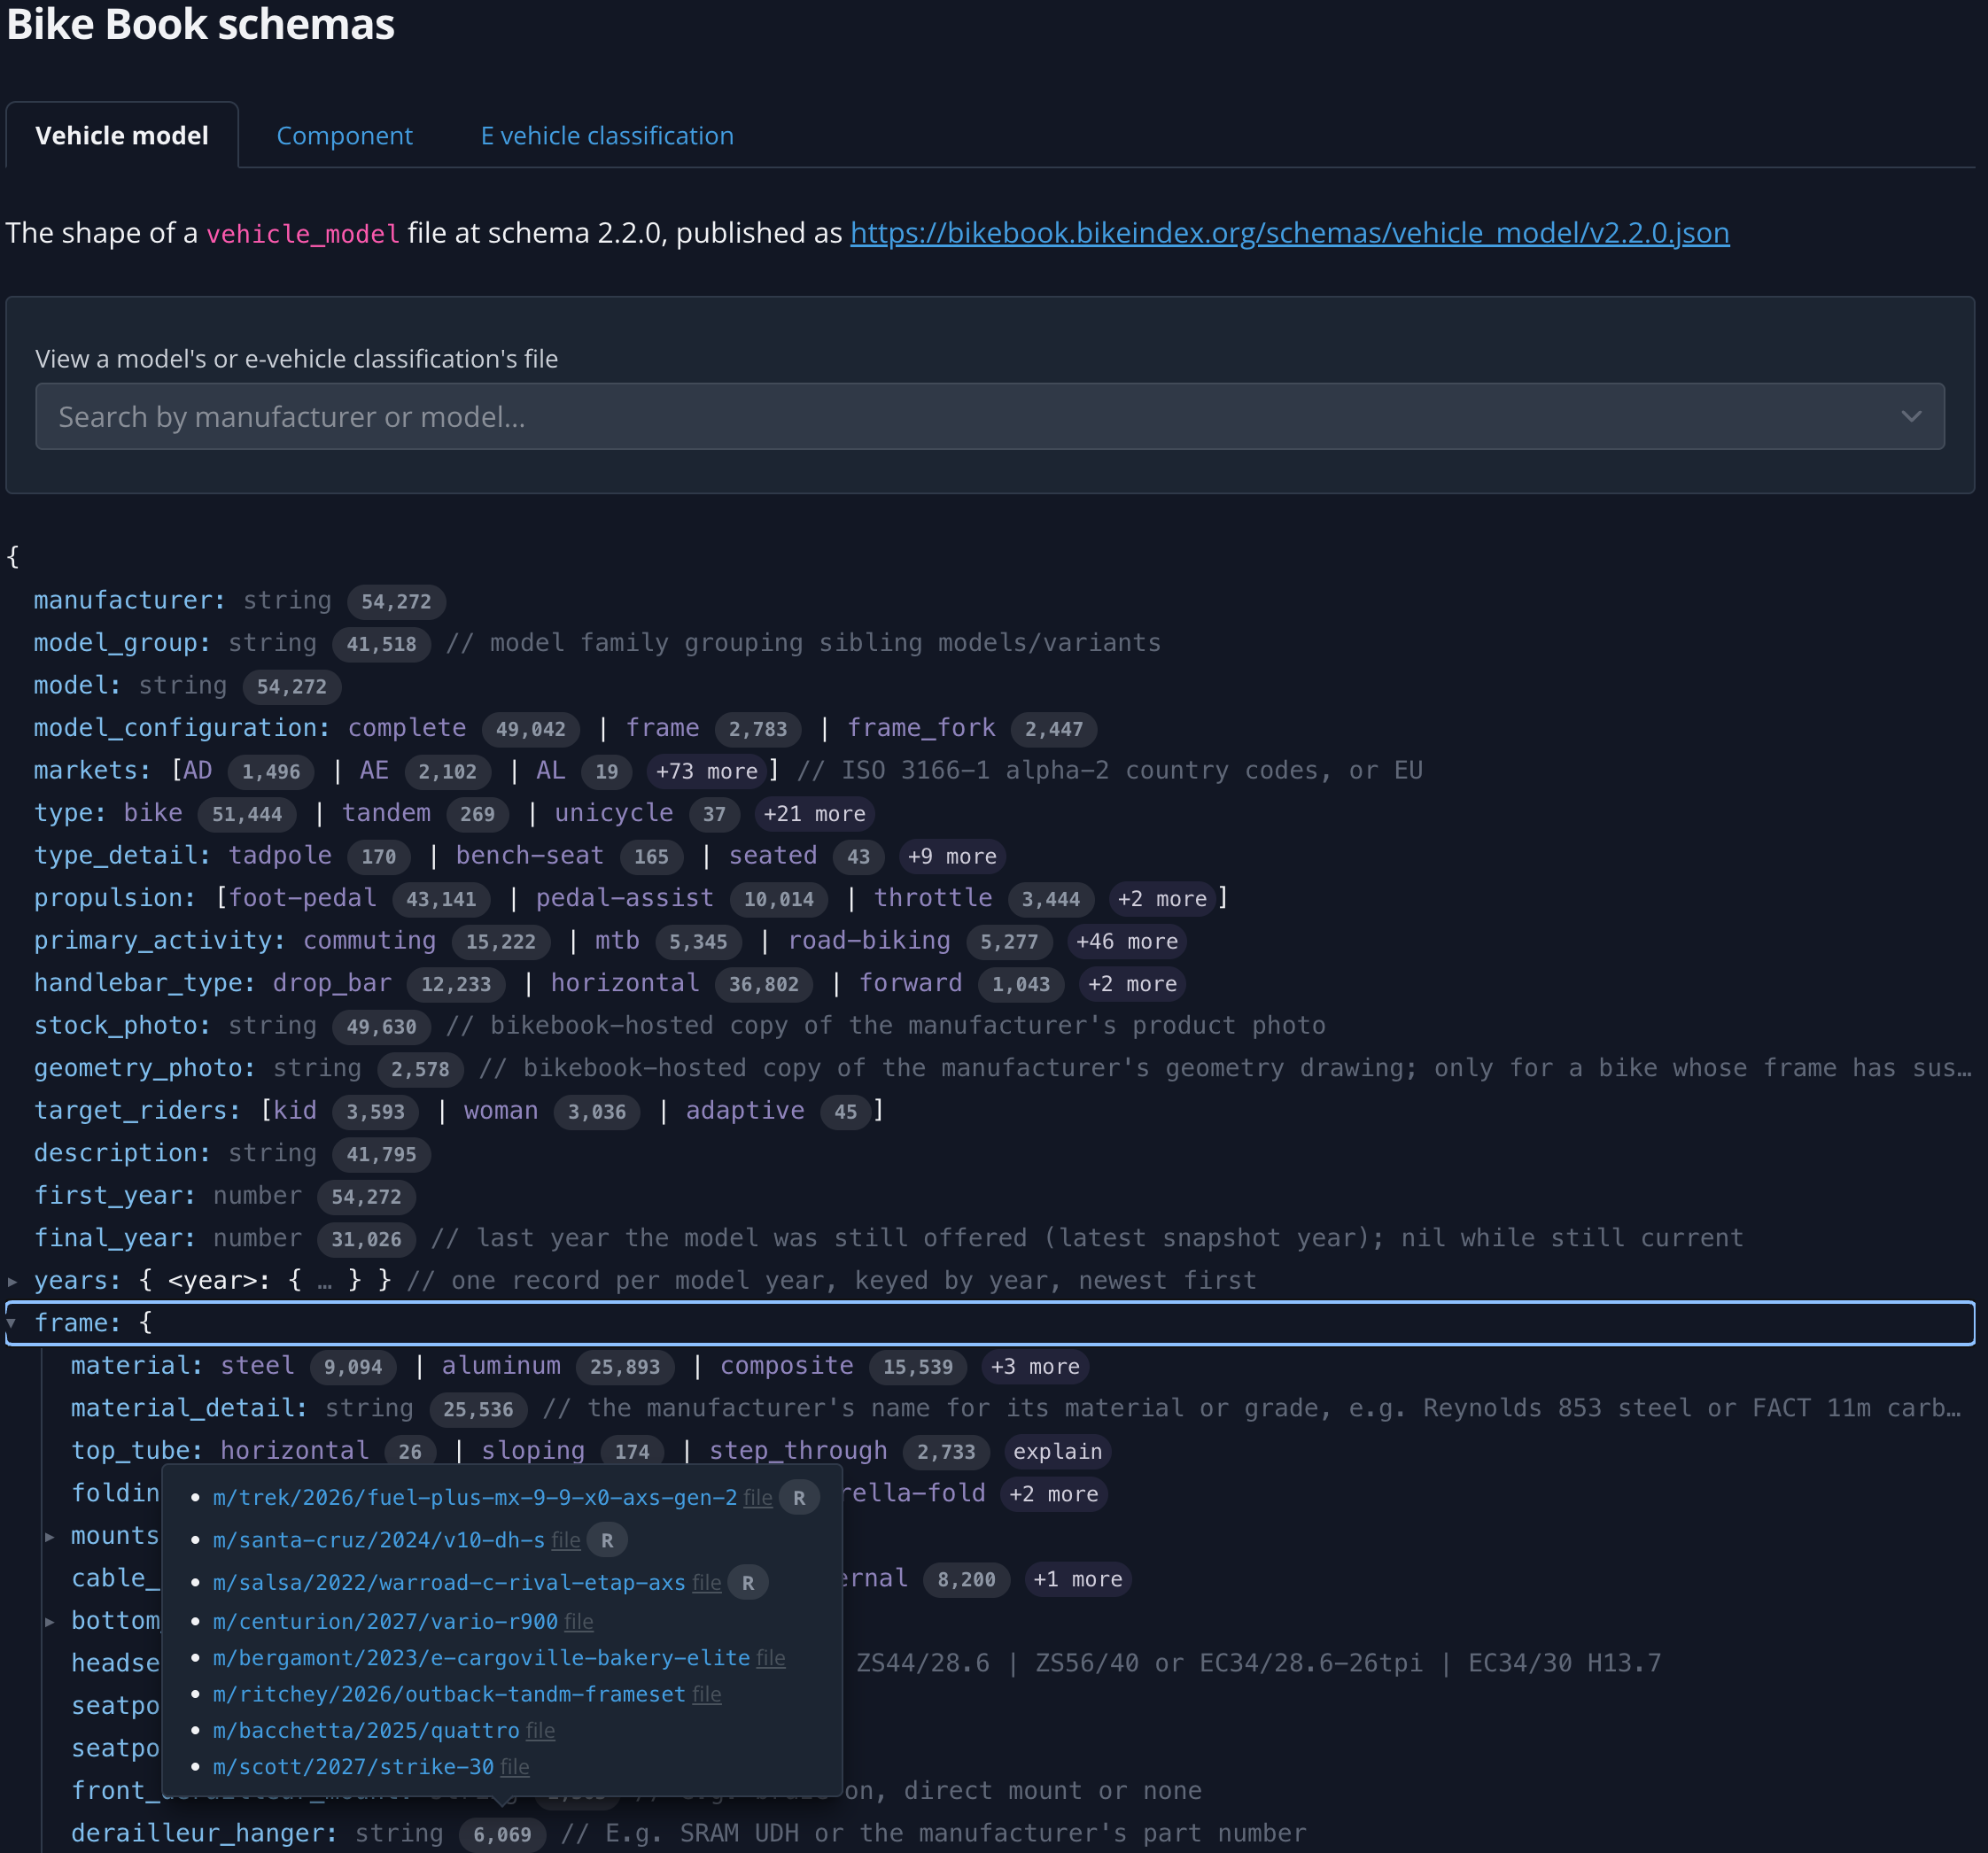 Bike Book schemas
Vehicle model Component E vehicle classification
The shape of a vehicle_model file at schema 2.2.0, published as https://bikebook.bikeindex.org/schemas/vehicle_model/v2.2.0.json
View a model's or e-vehicle classification's file
Search by manufacturer or model...
{
manufacturer: string 54,272
model_group: string 41,518 // model family grouping sibling models/variants
model: string 54,272
model_configuration: complete 49,042 | frame 2,783 | frame_fork 2,447
markets: [AD 1,496 | AE 2,102 | AL 19 +73 more ] // ISO 3166-1 alpha-2 country codes, or EU
type: bike 51,444 | tandem 269 | unicycle 37 +21 more
type_detail: tadpole 170 | bench-seat 165 | seated 43 +9 more
propulsion: [foot-pedal 43,141 | pedal-assist 10,014 | throttle 3,444 +2 more ]
primary_activity: commuting 15,222 | mtb 5,345 | road-biking 5,277 +46 more
handlebar_type: drop_bar 12,233 | horizontal 36,802 | forward 1,043 +2 more
stock_photo: string 49,630 // bikebook-hosted copy of the manufacturer's product photo
geometry_photo: string 2,578 // bikebook-hosted copy of the manufacturer's geometry drawing; only for a bike whose frame has sus…
target_riders: [kid 3,593 | woman 3,036 | adaptive 45 ]
description: string 41,795
first_year: number 54,272
final_year: number 31,026 // last year the model was still offered (latest snapshot year); nil while still current
▸ years: { <year>: { … } } // one record per model year, keyed by year, newest first
▾ frame: {
material: steel 9,094 | aluminum 25,893 | composite 15,539 +3 more
material_detail: string 25,536 // the manufacturer's name for its material or grade, e.g. Reynolds 853 steel or FACT 11m carb…
top_tube: horizontal 26 | sloping 174 | step_through 2,733 explain
foldin rella-fold +2 more
▸ mounts
cable_ ernal 8,200 +1 more
▸ bottom
headse ZS44/28.6 | ZS56/40 or EC34/28.6-26tpi | EC34/30 H13.7
seatpo
seatpo
front_ on, direct mount or none
derailleur_hanger: string 6,069 // E.g. SRAM UDH or the manufacturer's part number
• m/trek/2026/fuel-plus-mx-9-9-x0-axs-gen-2 file R
• m/santa-cruz/2024/v10-dh-s file R
• m/salsa/2022/warroad-c-rival-etap-axs file R
• m/centurion/2027/vario-r900 file
• m/bergamont/2023/e-cargoville-bakery-elite file
• m/ritchey/2026/outback-tandm-frameset file
• m/bacchetta/2025/quattro file
• m/scott/2027/strike-30 file